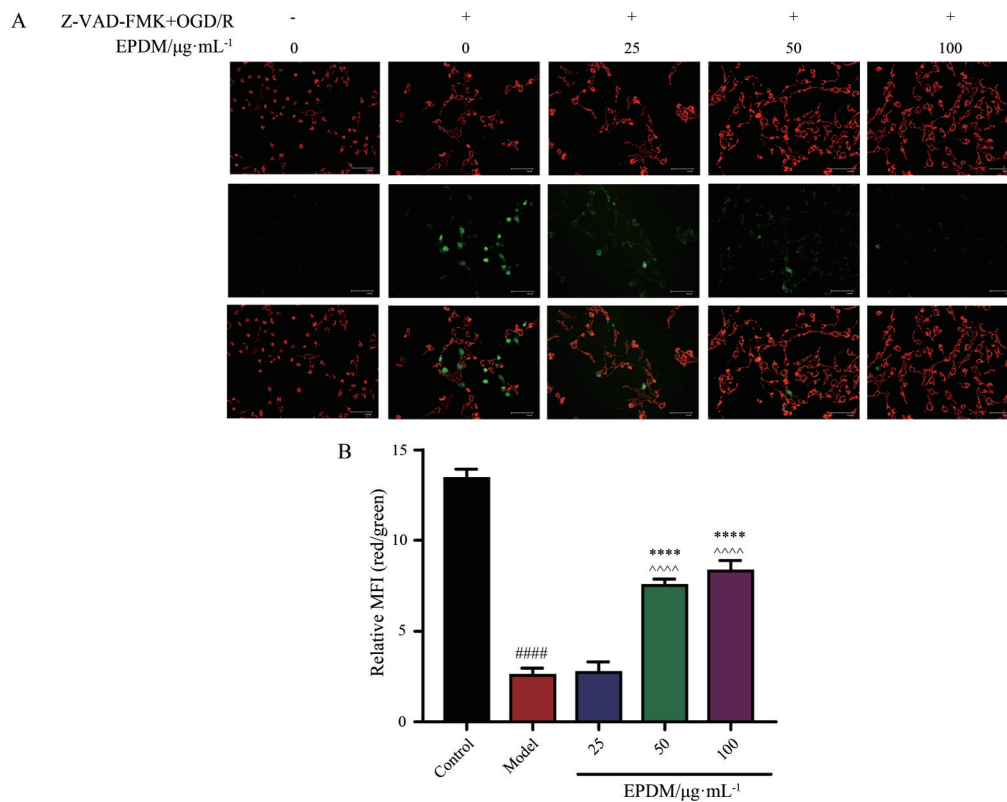 A
Z-VAD-FMK+OGD/R - + + + +
EPDM/μg·mL⁻¹ 0 0 25 50 100
B
Relative MFI (red/green)
15
10
5
0
####
****
^^^^
****
^^^^
Control Model 25 50 100
EPDM/μg·mL⁻¹